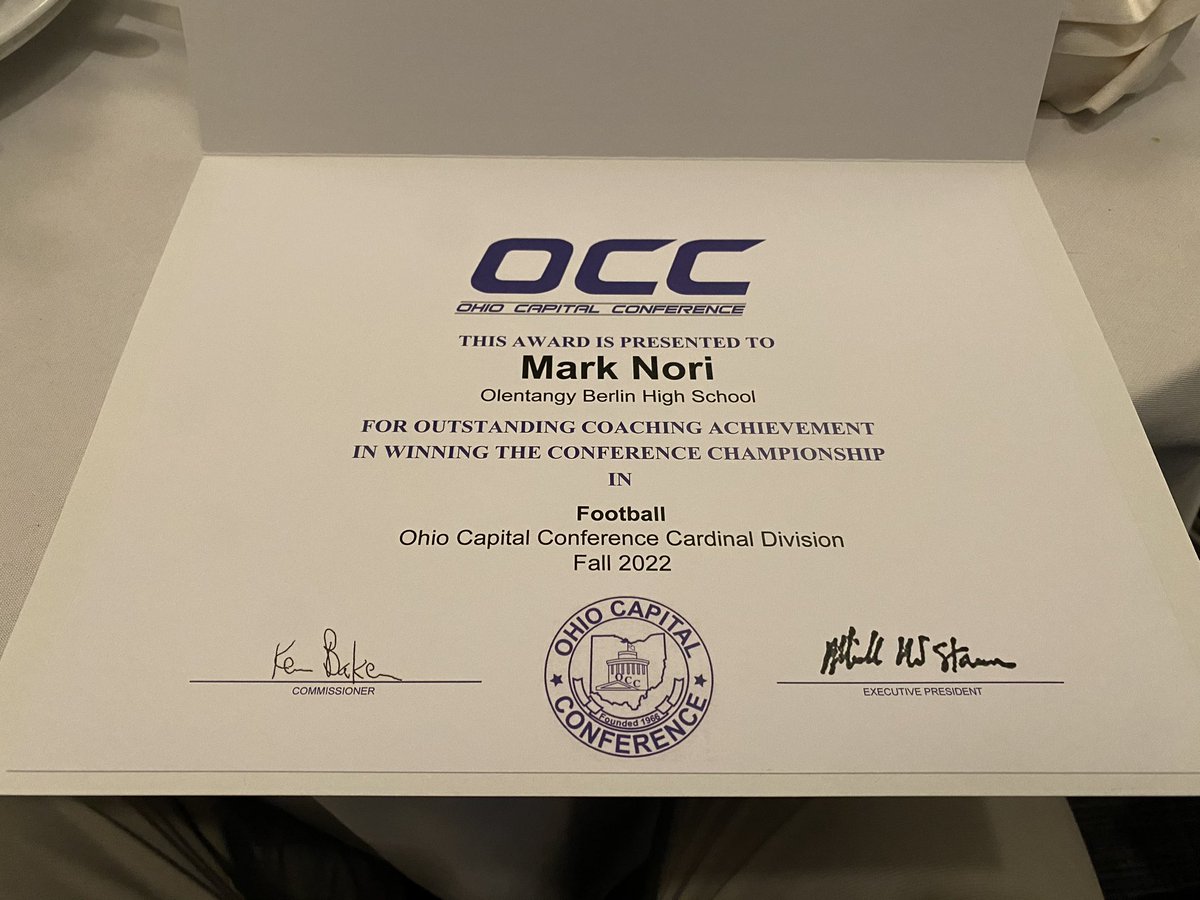 OCC
OHIO CAPITAL CONFERENCE
THIS AWARD IS PRESENTED TO
Mark Nori
Olentangy Berlin High School
FOR OUTSTANDING COACHING ACHIEVEMENT
IN WINNING THE CONFERENCE CHAMPIONSHIP
IN
Football
Ohio Capital Conference Cardinal Division
Fall 2022
Ken Baker
COMMISSIONER
OHIO CAPITAL
OCC
Founded 1966
CONFERENCE
EXECUTIVE PRESIDENT